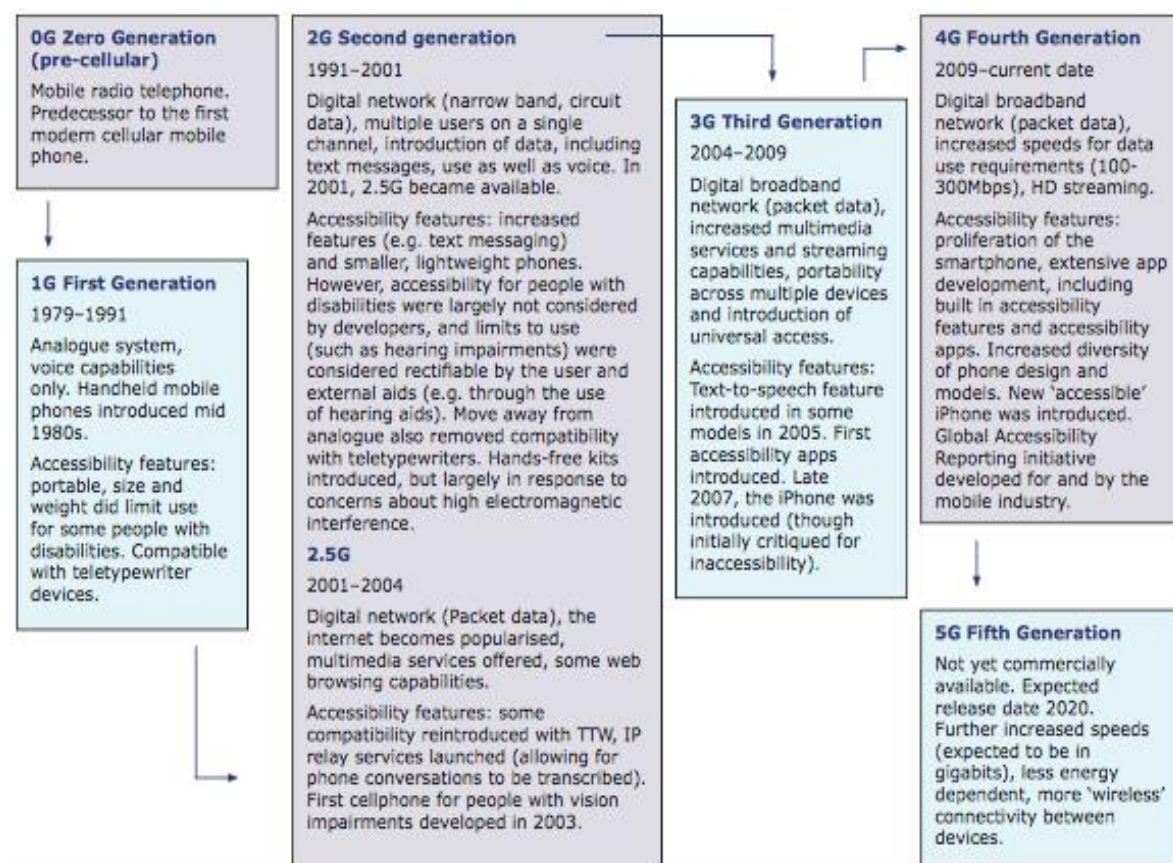 0G Zero Generation
(pre-cellular)
Mobile radio telephone.
Predecessor to the first
modern cellular mobile
phone.
1G First Generation
1979–1991
Analogue system,
voice capabilities
only. Handheld mobile
phones introduced mid
1980s.
Accessibility features:
portable, size and
weight did limit use
for some people with
disabilities. Compatible
with teletypewriter
devices.
2G Second generation
1991–2001
Digital network (narrow band, circuit
data), multiple users on a single
channel, introduction of data, including
text messages, use as well as voice. In
2001, 2.5G became available.
Accessibility features: increased
features (e.g. text messaging)
and smaller, lightweight phones.
However, accessibility for people with
disabilities were largely not considered
by developers, and limits to use
(such as hearing impairments) were
considered rectifiable by the user and
external aids (e.g. through the use
of hearing aids). Move away from
analogue also removed compatibility
with teletypewriters. Hands-free kits
introduced, but largely in response to
concerns about high electromagnetic
interference.
2.5G
2001–2004
Digital network (Packet data), the
internet becomes popularised,
multimedia services offered, some web
browsing capabilities.
Accessibility features: some
compatibility reintroduced with TTW, IP
relay services launched (allowing for
phone conversations to be transcribed).
First cellphone for people with vision
impairments developed in 2003.
3G Third Generation
2004–2009
Digital broadband
network (packet data),
increased multimedia
services and streaming
capabilities, portability
across multiple devices
and introduction of
universal access.
Accessibility features:
Text-to-speech feature
introduced in some
models in 2005. First
accessibility apps
introduced. Late
2007, the iPhone was
introduced (though
initially critiqued for
inaccessibility).
4G Fourth Generation
2009–current date
Digital broadband
network (packet data),
increased speeds for data
use requirements (100-
300Mbps), HD streaming.
Accessibility features:
proliferation of the
smartphone, extensive app
development, including
built in accessibility
features and accessibility
apps. Increased diversity
of phone design and
models. New ‘accessible’
iPhone was introduced.
Global Accessibility
Reporting initiative
developed for and by the
mobile industry.
5G Fifth Generation
Not yet commercially
available. Expected
release date 2020.
Further increased speeds
(expected to be in
gigabits), less energy
dependent, more ‘wireless’
connectivity between
devices.